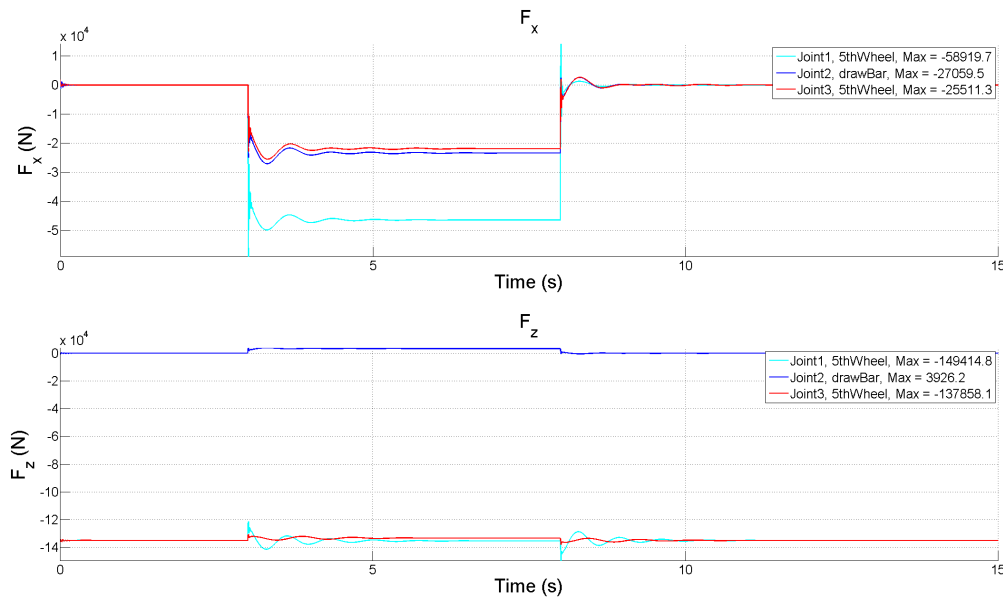 F_x
x 10^4
1
0
-1
-2
-3
-4
-5
F_x (N)
Joint1, 5thWheel, Max = -58919.7
Joint2, drawBar, Max = -27059.5
Joint3, 5thWheel, Max = -25511.3
0 5 10 15
Time (s)
F_z
x 10^4
0
-2
-4
-6
-8
-10
-12
-14
F_z (N)
Joint1, 5thWheel, Max = -149414.8
Joint2, drawBar, Max = 3926.2
Joint3, 5thWheel, Max = -137858.1
0 5 10 15
Time (s)